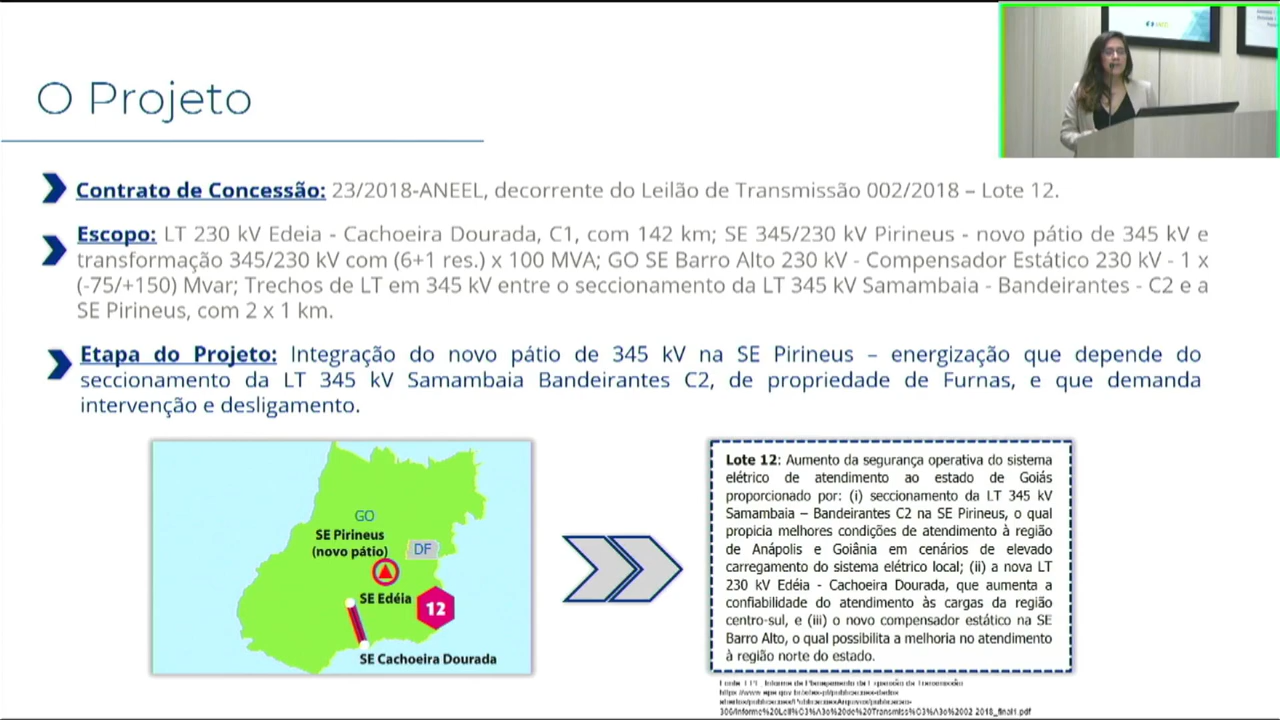 O Projeto
Contrato de Concessão: 23/2018-ANEEL, decorrente do Leilão de Transmissão 002/2018 – Lote 12.
Escopo: LT 230 kV Edeia - Cachoeira Dourada, C1, com 142 km; SE 345/230 kV Pirineus - novo pátio de 345 kV e
transformação 345/230 kV com (6+1 res.) x 100 MVA; GO SE Barro Alto 230 kV - Compensador Estático 230 kV - 1 x
(-75/+150) Mvar; Trechos de LT em 345 kV entre o seccionamento da LT 345 kV Samambaia - Bandeirantes - C2 e a
SE Pirineus, com 2 x 1 km.
Etapa do Projeto: Integração do novo pátio de 345 kV na SE Pirineus – energização que depende do
seccionamento da LT 345 kV Samambaia Bandeirantes C2, de propriedade de Furnas, e que demanda
intervenção e desligamento.
GO
SE Pirineus
(novo pátio)
DF
SE Edéia
12
SE Cachoeira Dourada
Lote 12: Aumento da segurança operativa do sistema
elétrico de atendimento ao estado de Goiás
proporcionado por: (i) seccionamento da LT 345 kV
Samambaia – Bandeirantes C2 na SE Pirineus, o qual
propicia melhores condições de atendimento à região
de Anápolis e Goiânia em cenários de elevado
carregamento do sistema elétrico local; (ii) a nova LT
230 kV Edéia - Cachoeira Dourada, que aumenta a
confiabilidade do atendimento às cargas da região
centro-sul, e (iii) o novo compensador estático na SE
Barro Alto, o qual possibilita a melhoria no atendimento
à região norte do estado.